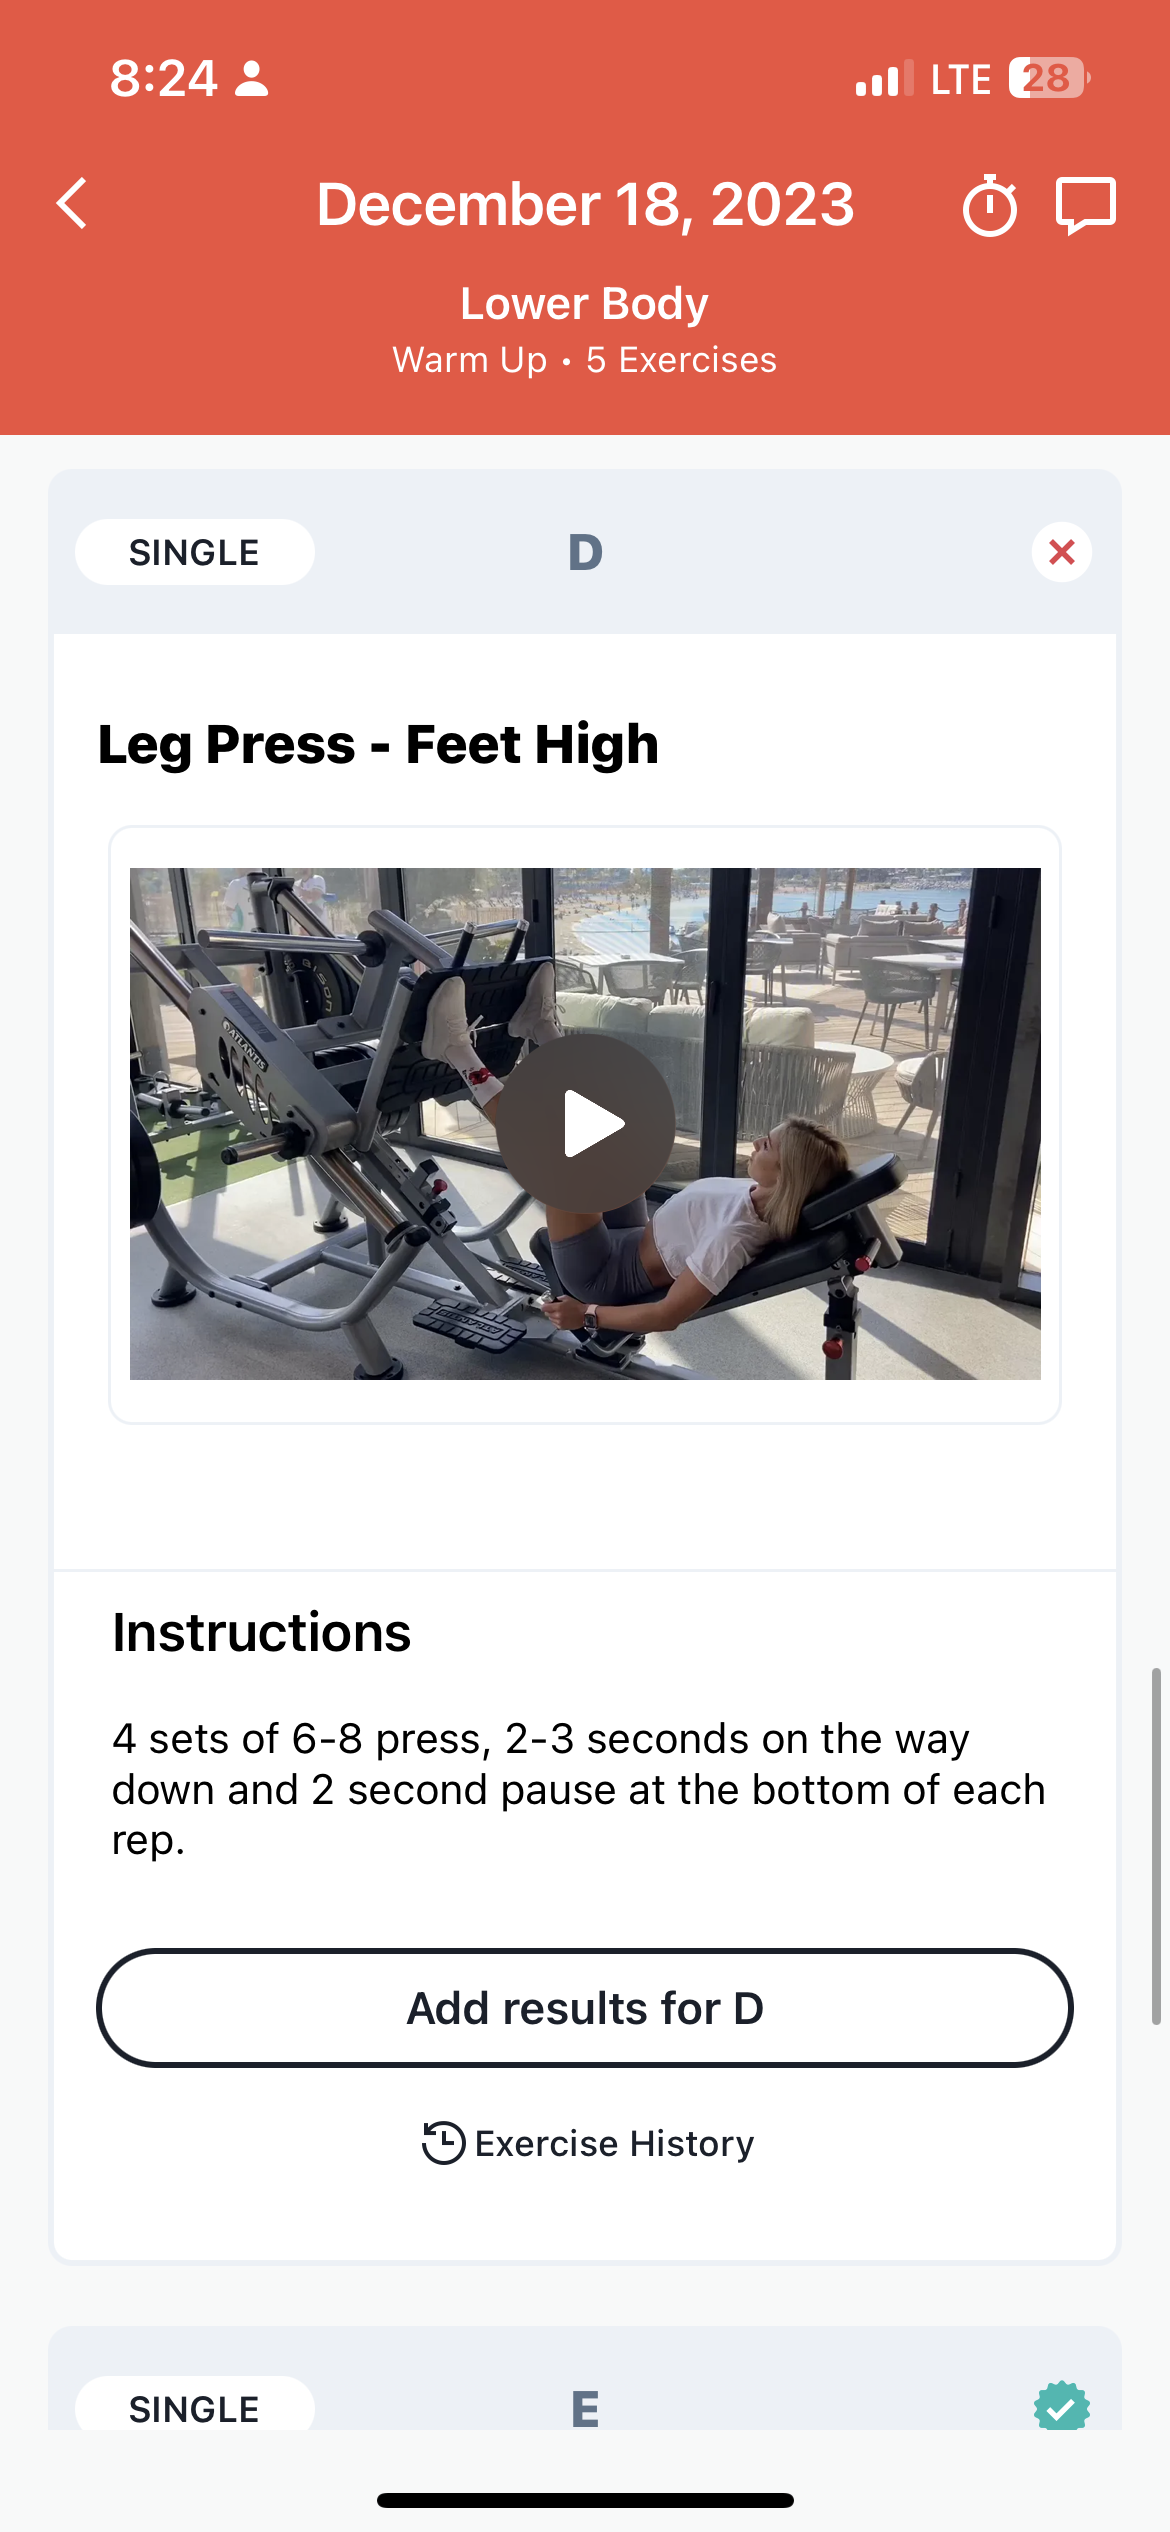 8:24
LTE 28
December 18, 2023
Lower Body
Warm Up • 5 Exercises
SINGLE D
Leg Press - Feet High
ATLANTIS
Instructions
4 sets of 6-8 press, 2-3 seconds on the way
down and 2 second pause at the bottom of each
rep.
Add results for D
Exercise History
SINGLE E